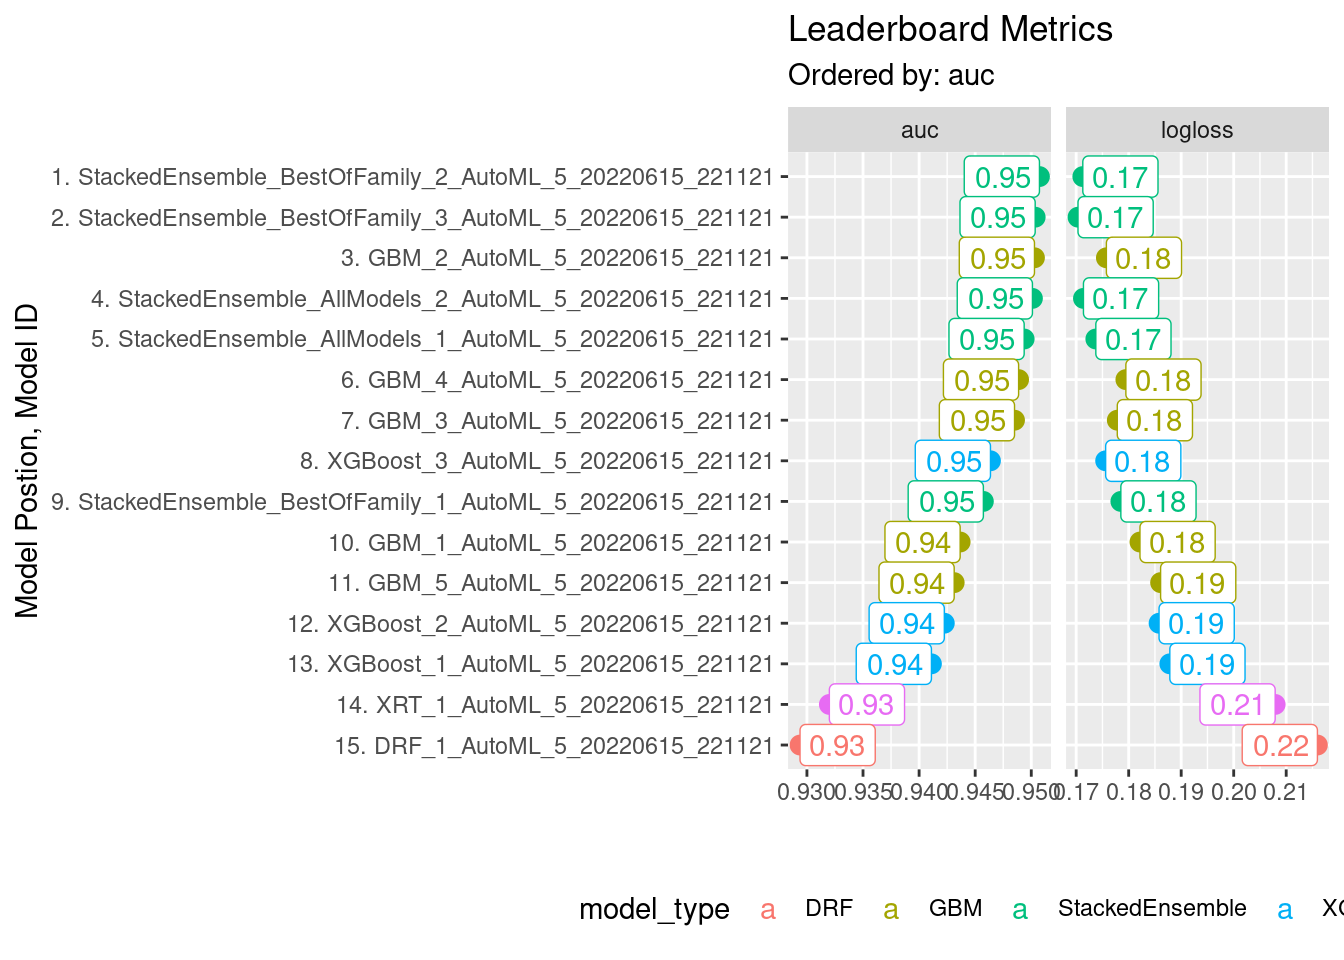 Leaderboard Metrics
Ordered by: auc
auc logloss
Model Postion, Model ID
1. StackedEnsemble_BestOfFamily_2_AutoML_5_20220615_221121 0.95 0.17
2. StackedEnsemble_BestOfFamily_3_AutoML_5_20220615_221121 0.95 0.17
3. GBM_2_AutoML_5_20220615_221121 0.95 0.18
4. StackedEnsemble_AllModels_2_AutoML_5_20220615_221121 0.95 0.17
5. StackedEnsemble_AllModels_1_AutoML_5_20220615_221121 0.95 0.17
6. GBM_4_AutoML_5_20220615_221121 0.95 0.18
7. GBM_3_AutoML_5_20220615_221121 0.95 0.18
8. XGBoost_3_AutoML_5_20220615_221121 0.95 0.18
9. StackedEnsemble_BestOfFamily_1_AutoML_5_20220615_221121 0.95 0.18
10. GBM_1_AutoML_5_20220615_221121 0.94 0.18
11. GBM_5_AutoML_5_20220615_221121 0.94 0.19
12. XGBoost_2_AutoML_5_20220615_221121 0.94 0.19
13. XGBoost_1_AutoML_5_20220615_221121 0.94 0.19
14. XRT_1_AutoML_5_20220615_221121 0.93 0.21
15. DRF_1_AutoML_5_20220615_221121 0.93 0.22
0.930 0.935 0.940 0.945 0.950 0.17 0.18 0.19 0.20 0.21
model_type a DRF a GBM a StackedEnsemble a